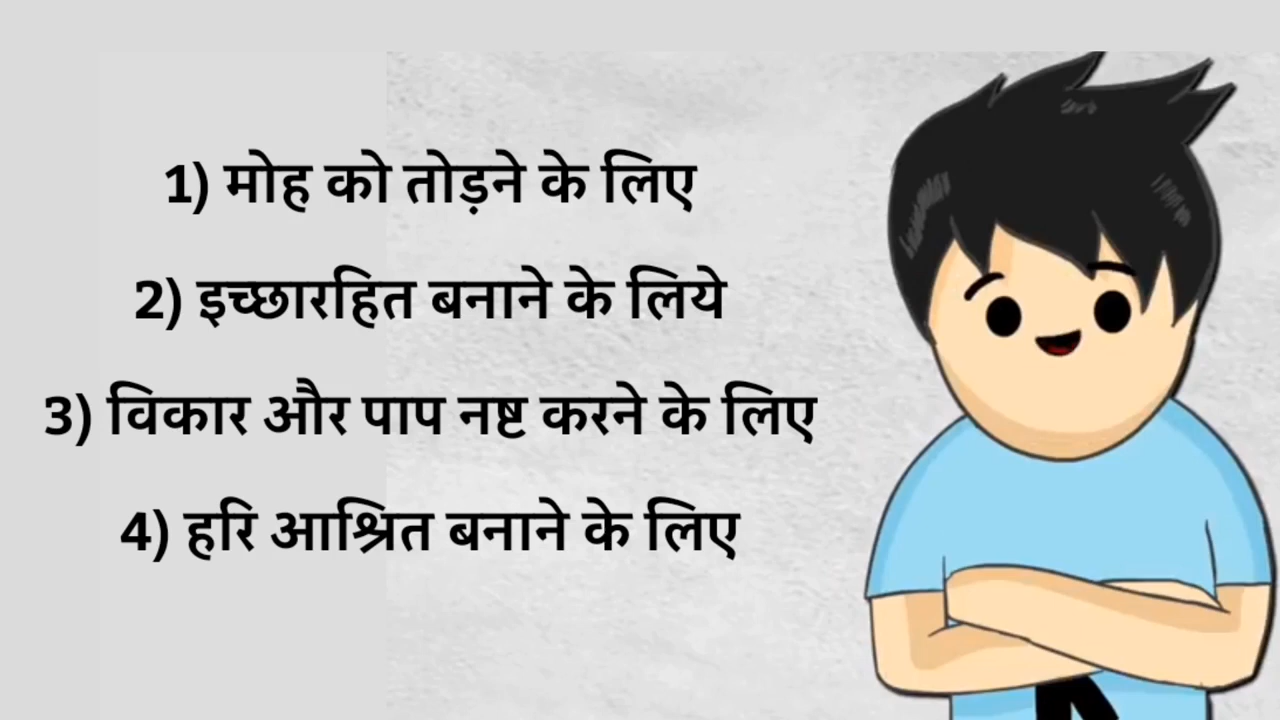 1) मोह को तोड़ने के लिए
2) इच्छारहित बनाने के लिये
3) विकार और पाप नष्ट करने के लिए
4) हरि आश्रित बनाने के लिए